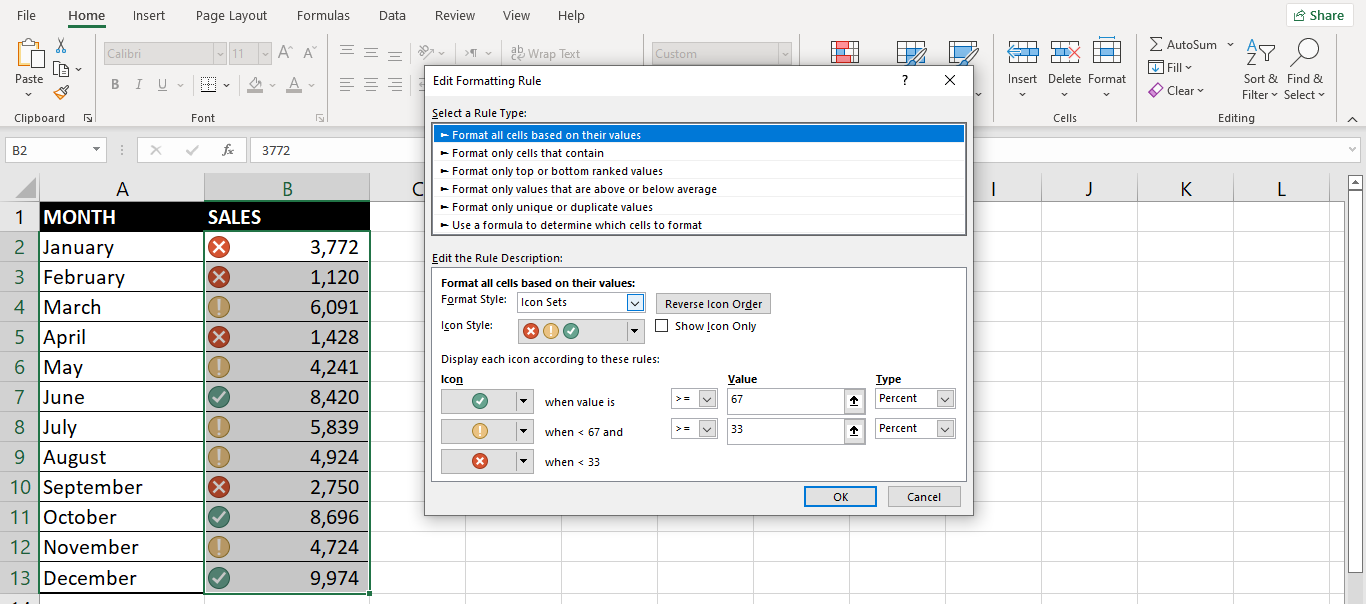 File Home Insert Page Layout Formulas Data Review View Help Share
Calibri 11 A A ab Wrap Text Custom AutoSum
Paste B I U A Insert Delete Format Fill Sort & Find &
Clear Filter Select
Clipboard Font Cells Editing
B2 fx 3772
Edit Formatting Rule ?
Select a Rule Type:
► Format all cells based on their values
► Format only cells that contain
► Format only top or bottom ranked values
► Format only values that are above or below average
► Format only unique or duplicate values
► Use a formula to determine which cells to format
Edit the Rule Description:
Format all cells based on their values:
Format Style: Icon Sets Reverse Icon Order
Icon Style: Show Icon Only
Display each icon according to these rules:
Icon Value Type
when value is >= 67 Percent
when < 67 and >= 33 Percent
when < 33
OK Cancel
A B C I J K L
1 MONTH SALES
2 January 3,772
3 February 1,120
4 March 6,091
5 April 1,428
6 May 4,241
7 June 8,420
8 July 5,839
9 August 4,924
10 September 2,750
11 October 8,696
12 November 4,724
13 December 9,974